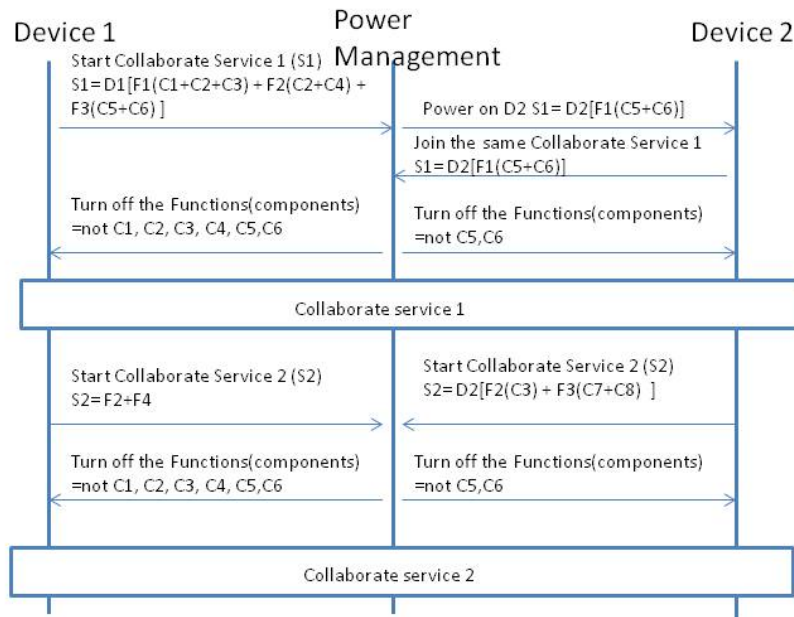 Device 1
Power
Management
Device 2
Start Collaborate Service 1 (S1)
S1= D1[F1(C1+C2+C3) + F2(C2+C4) +
F3(C5+C6) ]
Power on D2 S1= D2[F1(C5+C6)]
Join the same Collaborate Service 1
S1=D2[F1(C5+C6)]
Turn off the Functions(components)
=not C1, C2, C3, C4, C5,C6
Turn off the Functions(components)
=not C5,C6
Collaborate service 1
Start Collaborate Service 2 (S2)
S2= F2+F4
Start Collaborate Service 2 (S2)
S2= D2[F2(C3) + F3(C7+C8) ]
Turn off the Functions(components)
=not C1, C2, C3, C4, C5,C6
Turn off the Functions(components)
=not C5,C6
Collaborate service 2